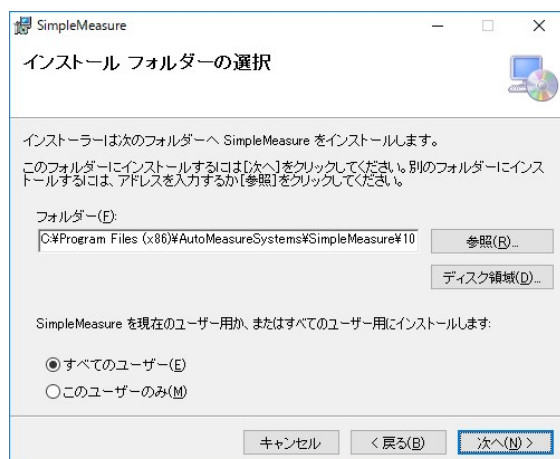 SimpleMeasure
インストール フォルダーの選択
インストーラーは次のフォルダーへ SimpleMeasure をインストールします。
このフォルダーにインストールするには[次へ]をクリックしてください。別のフォルダーにインス
トールするには、アドレスを入力するか[参照]をクリックしてください。
フォルダー(F):
C:¥Program Files (x86)¥AutoMeasureSystems¥SimpleMeasure¥10
参照(R)...
ディスク領域(D)...
SimpleMeasure を現在のユーザー用か、またはすべてのユーザー用にインストールします:
すべてのユーザー(E)
このユーザーのみ(M)
キャンセル
< 戻る(B)
次へ(N) >